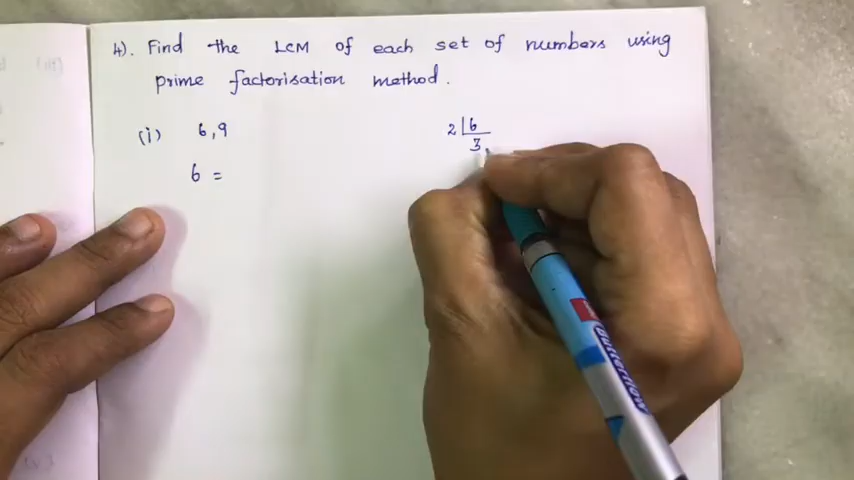 4). Find the LCM of each set of numbers using
prime factorisation method.
(i) 6,9
2 6
3
6 =
Butterflow